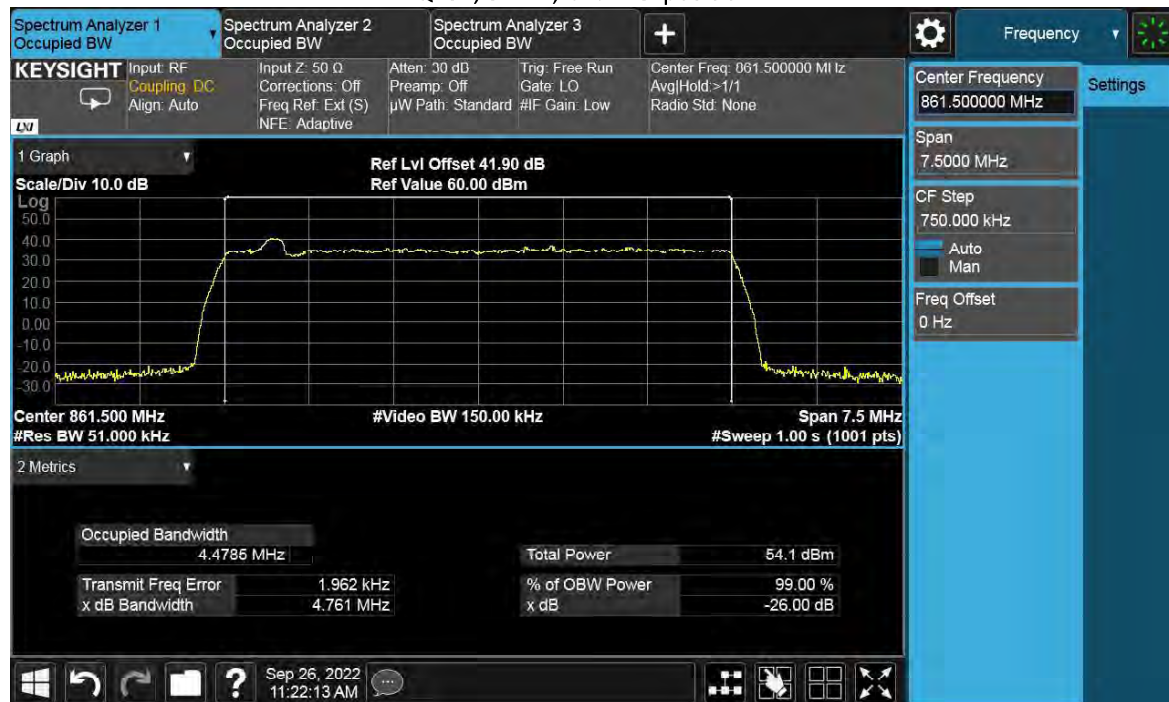 Spectrum Analyzer 1
Occupied BW
Spectrum Analyzer 2
Occupied BW
Spectrum Analyzer 3
Occupied BW
+
Frequency
KEYSIGHT
LXI
Input: RF
Coupling: DC
Align: Auto
Input Z: 50 Ω
Corrections: Off
Freq Ref: Ext (S)
NFE: Adaptive
Atten: 30 dB
Preamp: Off
µW Path: Standard
Trig: Free Run
Gate: LO
#IF Gain: Low
Center Freq: 861.500000 MHz
Avg|Hold:>1/1
Radio Std: None
Center Frequency
861.500000 MHz
Settings
Span
7.5000 MHz
CF Step
750.000 kHz
Auto
Man
Freq Offset
0 Hz
1 Graph
Scale/Div 10.0 dB
Ref Lvl Offset 41.90 dB
Ref Value 60.00 dBm
Log
50.0
40.0
30.0
20.0
10.0
0.00
-10.0
-20.0
-30.0
Center 861.500 MHz
#Res BW 51.000 kHz
#Video BW 150.00 kHz
Span 7.5 MHz
#Sweep 1.00 s (1001 pts)
2 Metrics
Occupied Bandwidth
4.4785 MHz
Total Power 54.1 dBm
Transmit Freq Error 1.962 kHz
% of OBW Power 99.00 %
x dB Bandwidth 4.761 MHz
x dB -26.00 dB
?
Sep 26, 2022
11:22:13 AM